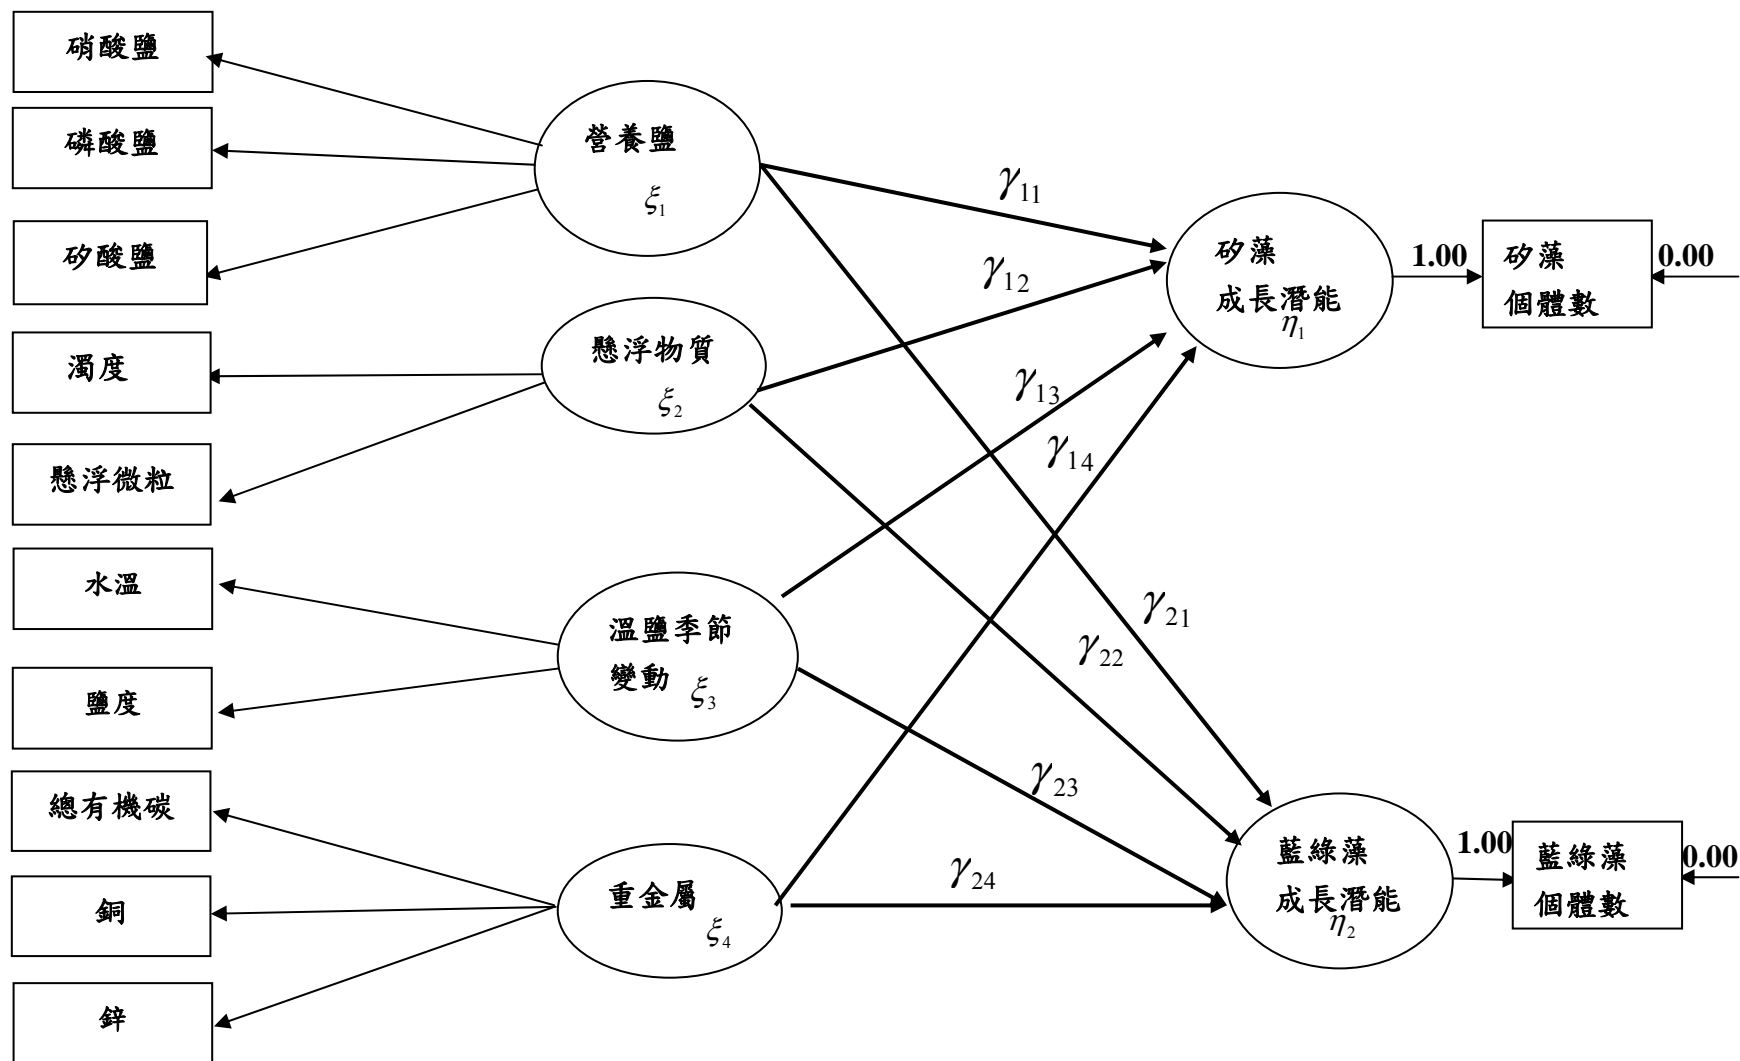 硝酸鹽
磷酸鹽
矽酸鹽
濁度
懸浮微粒
水溫
鹽度
總有機碳
銅
鋅
營養鹽
ξ₁
懸浮物質
ξ₂
溫鹽季節
變動 ξ₃
重金屬
ξ₄
γ₁₁
γ₁₂
γ₁₃
γ₁₄
γ₂₁
γ₂₂
γ₂₃
γ₂₄
矽藻
成長潛能
η₁
1.00
矽藻
個體數
0.00
藍綠藻
成長潛能
η₂
1.00
藍綠藻
個體數
0.00